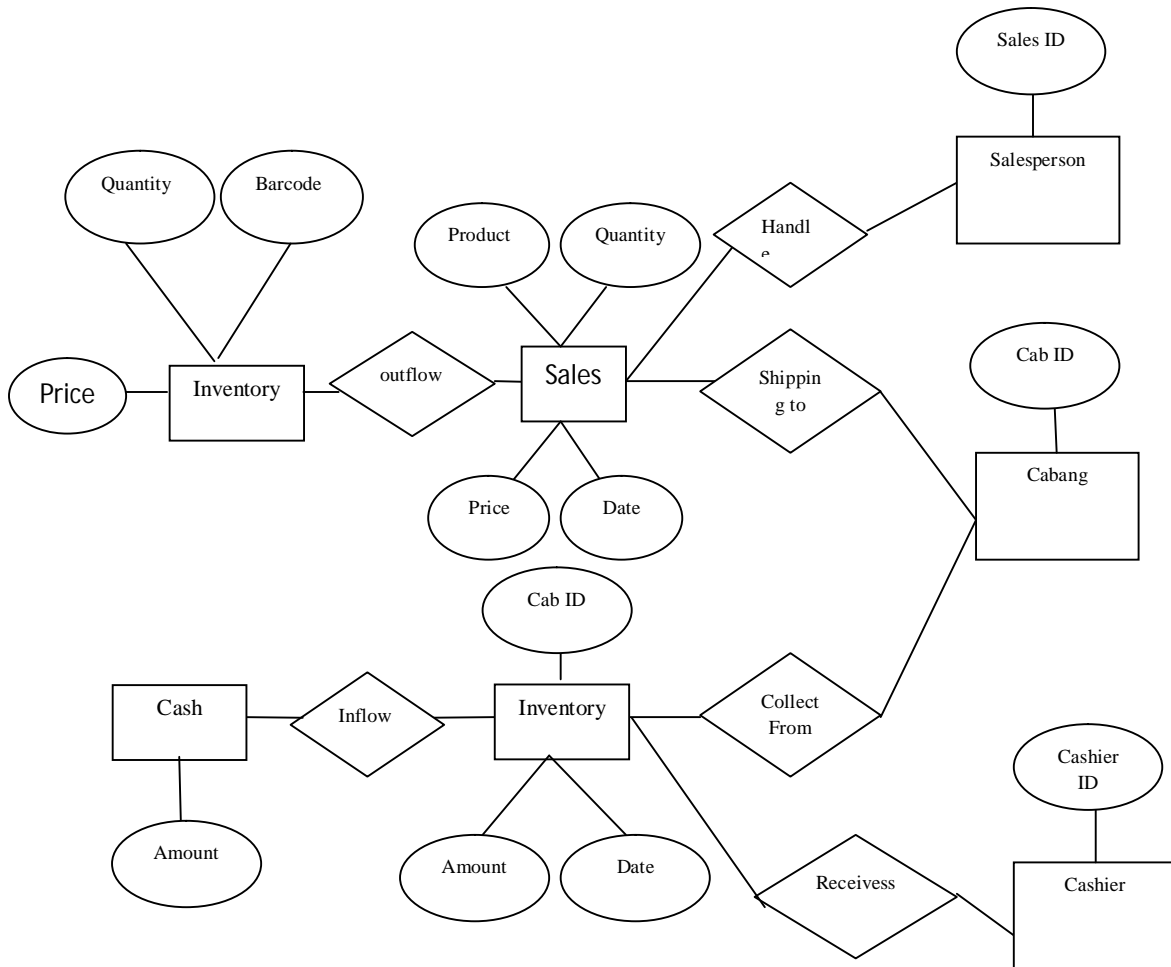 Sales ID
Salesperson
Quantity
Barcode
Product
Quantity
Handl
e
Price
Inventory
outflow
Sales
Shippin
g to
Cab ID
Cabang
Price
Date
Cab ID
Cash
Inflow
Inventory
Collect
From
Cashier
ID
Amount
Amount
Date
Receivess
Cashier